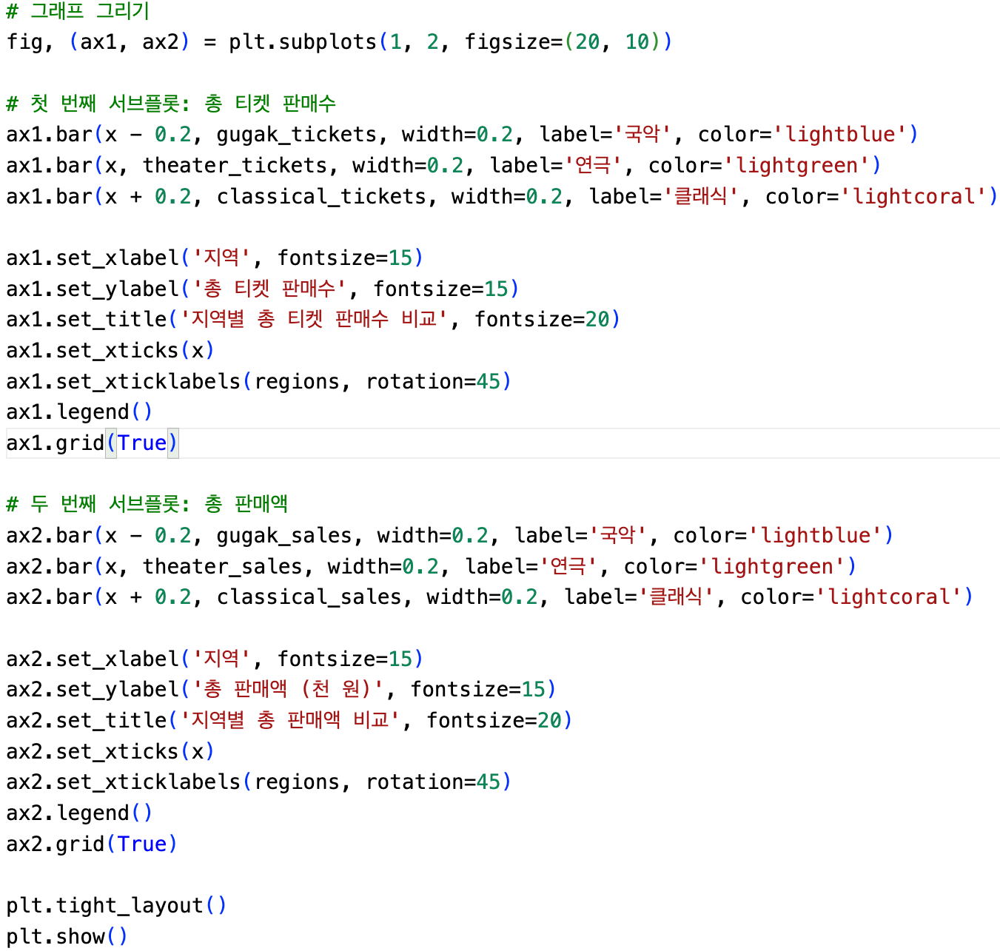 # 그래프 그리기
fig, (ax1, ax2) = plt.subplots(1, 2, figsize=(20, 10))
# 첫 번째 서브플롯: 총 티켓 판매수
ax1.bar(x - 0.2, gugak_tickets, width=0.2, label='국악', color='lightblue')
ax1.bar(x, theater_tickets, width=0.2, label='연극', color='lightgreen')
ax1.bar(x + 0.2, classical_tickets, width=0.2, label='클래식', color='lightcoral')
ax1.set_xlabel('지역', fontsize=15)
ax1.set_ylabel('총 티켓 판매수', fontsize=15)
ax1.set_title('지역별 총 티켓 판매수 비교', fontsize=20)
ax1.set_xticks(x)
ax1.set_xticklabels(regions, rotation=45)
ax1.legend()
ax1.grid(True)
# 두 번째 서브플롯: 총 판매액
ax2.bar(x - 0.2, gugak_sales, width=0.2, label='국악', color='lightblue')
ax2.bar(x, theater_sales, width=0.2, label='연극', color='lightgreen')
ax2.bar(x + 0.2, classical_sales, width=0.2, label='클래식', color='lightcoral')
ax2.set_xlabel('지역', fontsize=15)
ax2.set_ylabel('총 판매액 (천 원)', fontsize=15)
ax2.set_title('지역별 총 판매액 비교', fontsize=20)
ax2.set_xticks(x)
ax2.set_xticklabels(regions, rotation=45)
ax2.legend()
ax2.grid(True)
plt.tight_layout()
plt.show()